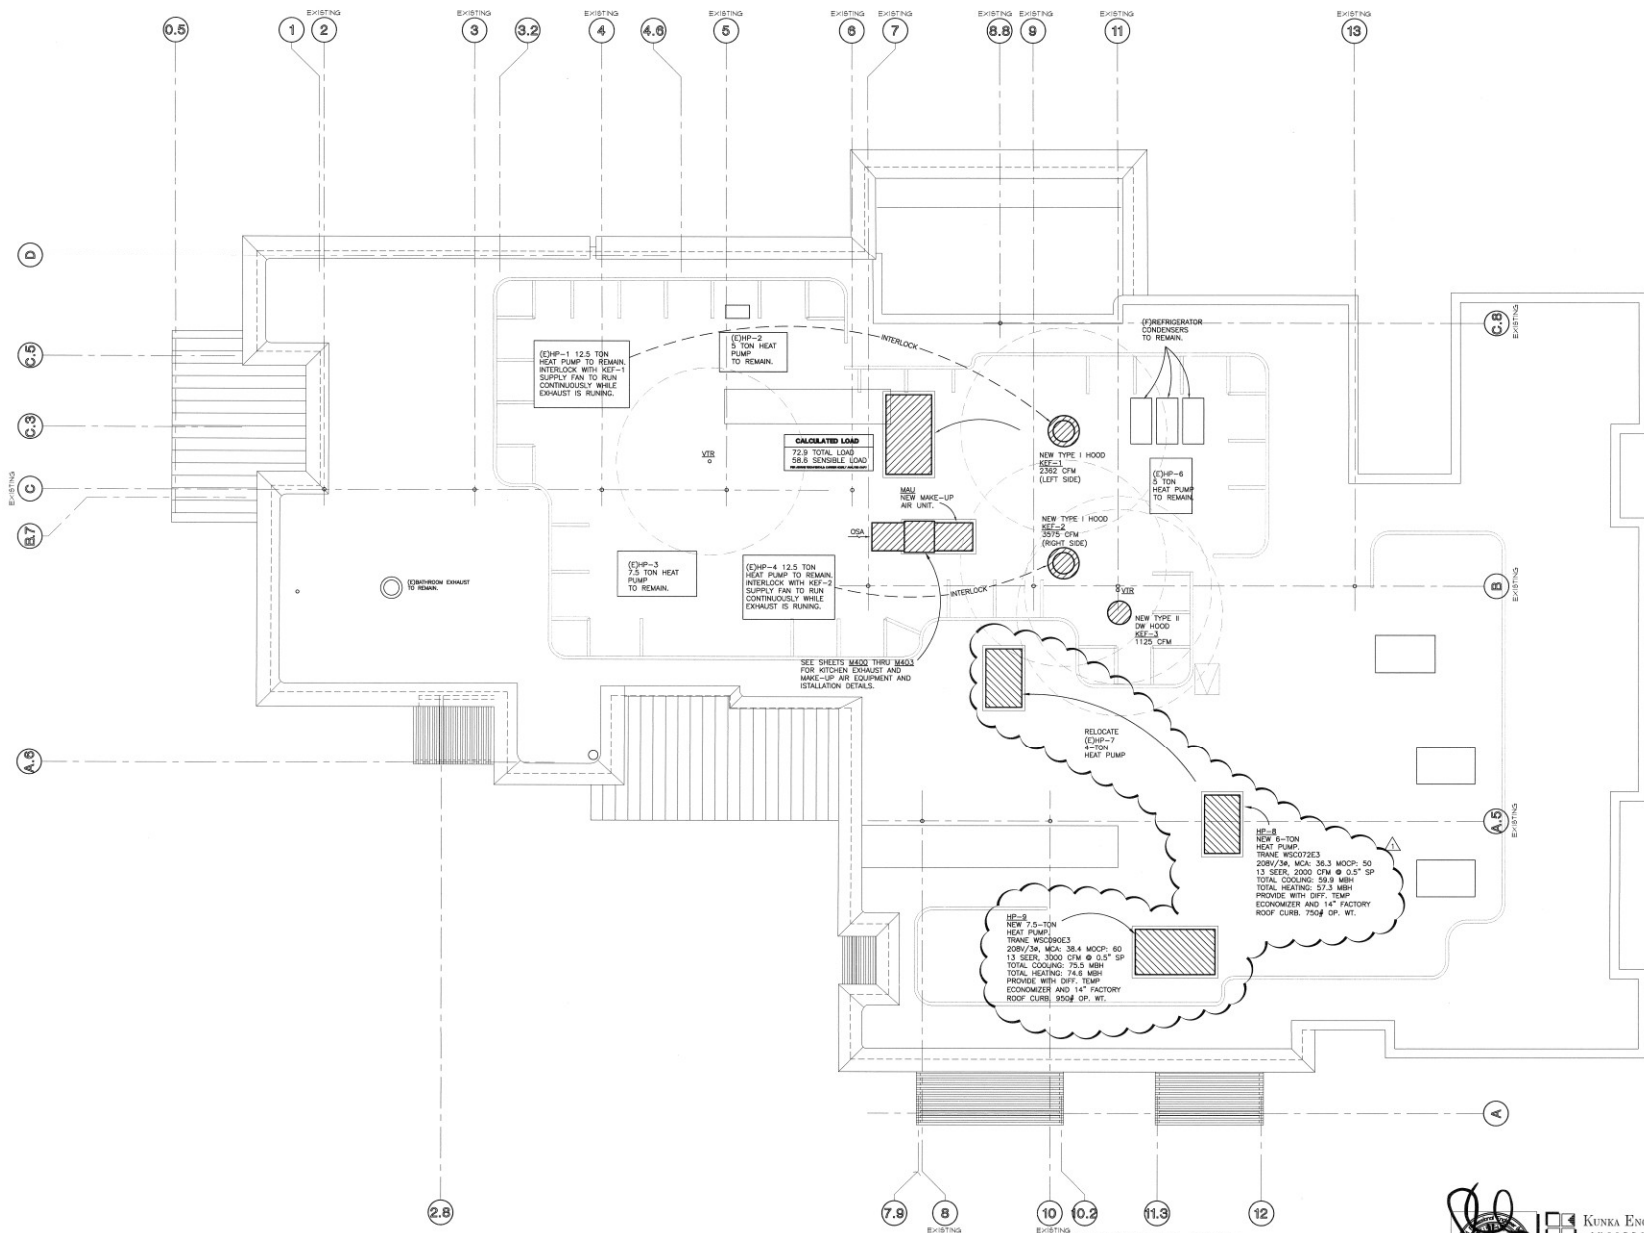 EXISTING
EXISTING
EXISTING
EXISTING
EXISTING
EXISTING
EXISTING
EXISTING
EXISTING
EXISTING
0.5
1
2
3
3.2
4
4.6
5
6
7
8.8
9
11
13
D
C.5
C.3
EXISTING
C
B.7
A.6
C.8
EXISTING
B
EXISTING
A.5
EXISTING
A
(E)HP-1 12.5 TON
HEAT PUMP TO REMAIN.
INTERLOCK WITH KEF-1
SUPPLY FAN TO RUN
CONTINUOUSLY WHILE
EXHAUST IS RUNING.
(E)HP-2
5 TON HEAT
PUMP
TO REMAIN.
INTERLOCK
(F)REFRIGERATOR
CONDENSERS
TO REMAIN.
CALCULATED LOAD
72.9 TOTAL LOAD
58.6 SENSIBLE LOAD
VTR
NEW TYPE I HOOD
KEF-1
2362 CFM
(LEFT SIDE)
(E)HP-6
5 TON
HEAT PUMP
TO REMAIN
MAU
NEW MAKE-UP
AIR UNIT.
OSA
NEW TYPE I HOOD
KEF-2
3575 CFM
(RIGHT SIDE)
(E)BATHROOM EXHAUST
TO REMAIN.
(E)HP-3
7.5 TON HEAT
PUMP
TO REMAIN.
(E)HP-4 12.5 TON
HEAT PUMP TO REMAIN.
INTERLOCK WITH KEF-2
SUPPLY FAN TO RUN
CONTINUOUSLY WHILE
EXHAUST IS RUNING.
INTERLOCK
VTR
NEW TYPE II
DW HOOD
KEF-3
1125 CFM
SEE SHEETS M400 THRU M403
FOR KITCHEN EXHAUST AND
MAKE-UP AIR EQUIPMENT AND
ISTALLATION DETAILS.
RELOCATE
(E)HP-7
4-TON
HEAT PUMP
HP-8
NEW 6-TON
HEAT PUMP.
TRANE WSC072E3
208V/3ø, MCA: 36.3 MOCP: 50
13 SEER, 2000 CFM @ 0.5" SP
TOTAL COOLING: 59.9 MBH
TOTAL HEATING: 57.3 MBH
PROVIDE WITH DIFF. TEMP
ECONOMIZER AND 14" FACTORY
ROOF CURB. 750# OP. WT.
1
HP-9
NEW 7.5-TON
HEAT PUMP.
TRANE WSC090E3
208V/3ø, MCA: 38.4 MOCP: 60
13 SEER, 3000 CFM @ 0.5" SP
TOTAL COOLING: 75.5 MBH
TOTAL HEATING: 74.6 MBH
PROVIDE WITH DIFF. TEMP
ECONOMIZER AND 14" FACTORY
ROOF CURB. 950# OP. WT.
2.8
7.9
8
10
10.2
11.3
12
EXISTING
EXISTING
KUNKA ENG